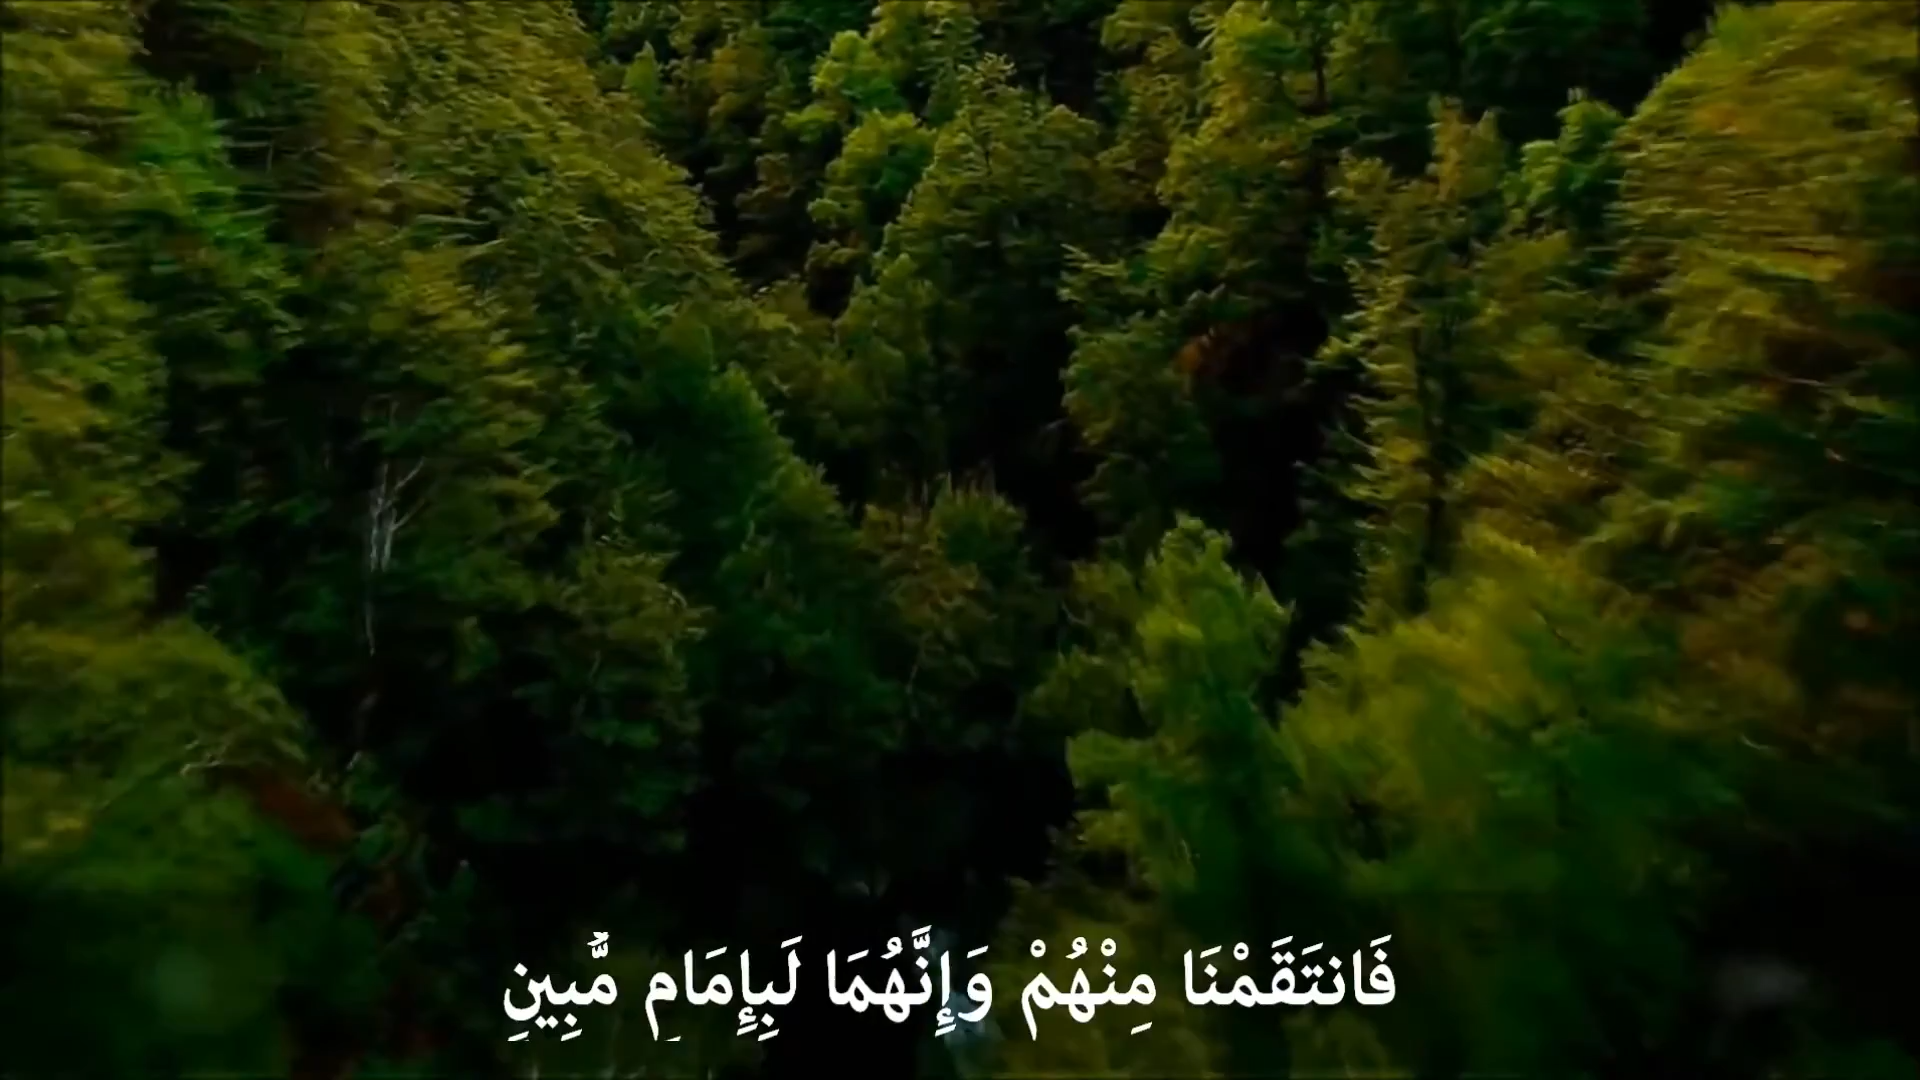 فَانتَقَمْنَا مِنْهُمْ وَإِنَّهُمَا لَبِإِمَامٍ مُّبِينٍ